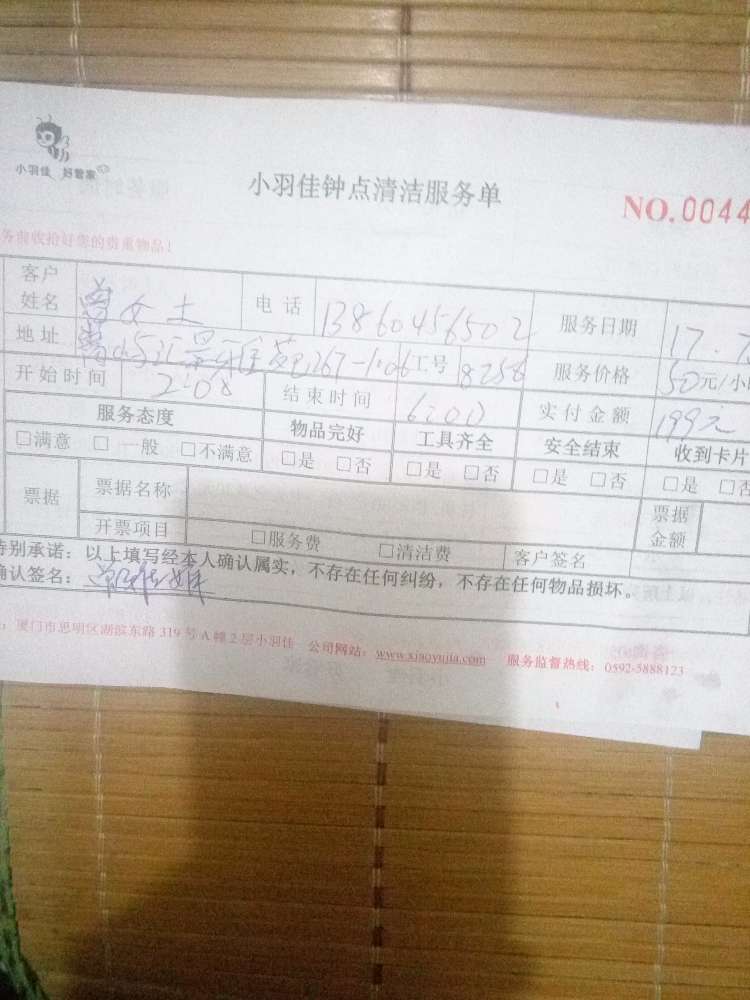 小羽佳 好管家
小羽佳钟点清洁服务单
NO.0044
务前收拾好您的贵重物品!
客户姓名 曾女士 电话 13860456502 服务日期 17.7
地址 汇景 267-1006 工号 8256 服务价格 50元/小
开始时间 2:08 结束时间 6:00 实付金额 199元
服务态度 物品完好 工具齐全 安全结束 收到卡片
□满意 □一般 □不满意 □是 □否 □是 □否 □是 □否 □是 □否
票据 票据名称 票据金额
开票项目 □服务费 □清洁费 客户签名
特别承诺:以上填写经本人确认属实,不存在任何纠纷,不存在任何物品损坏。
确认签名:
:厦门市思明区湖滨东路319号A幢2层小羽佳 公司网站:www.xiaoyujia.com 服务监督热线:0592-5888123